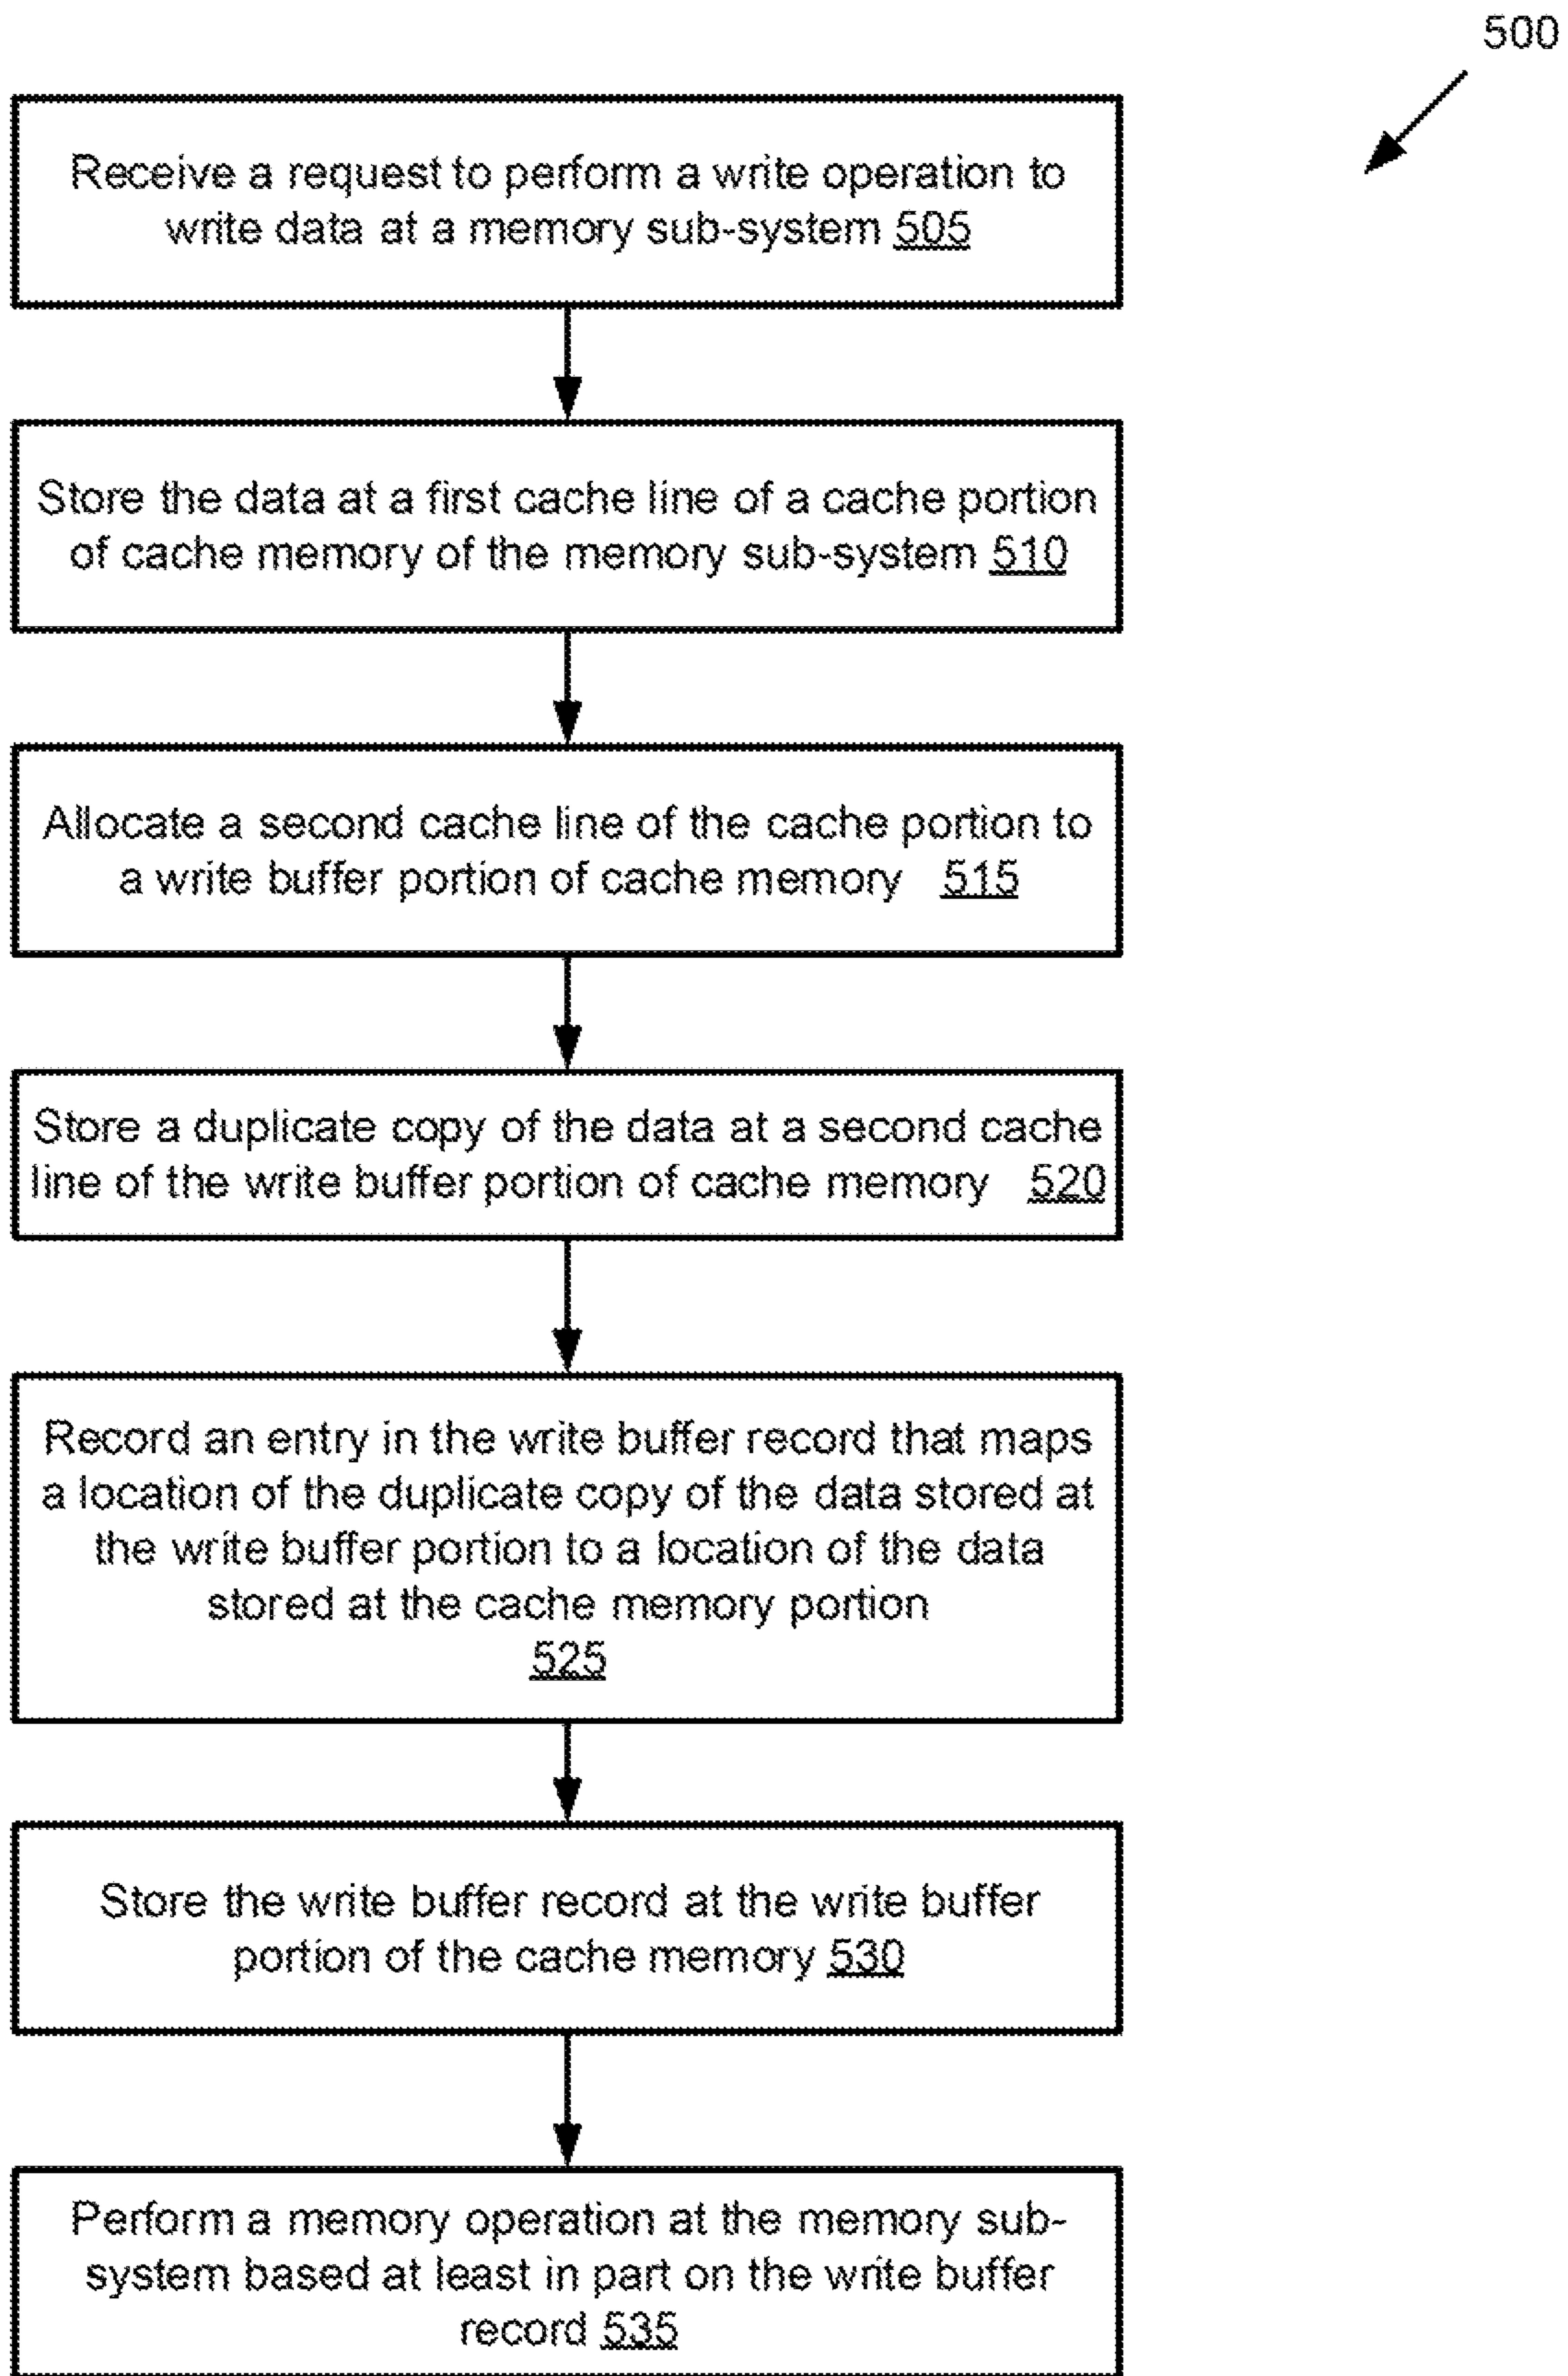 500
Receive a request to perform a write operation to
write data at a memory sub-system 505
Store the data at a first cache line of a cache portion
of cache memory of the memory sub-system 510
Allocate a second cache line of the cache portion to
a write buffer portion of cache memory 515
Store a duplicate copy of the data at a second cache
line of the write buffer portion of cache memory 520
Record an entry in the write buffer record that maps
a location of the duplicate copy of the data stored at
the write buffer portion to a location of the data
stored at the cache memory portion
525
Store the write buffer record at the write buffer
portion of the cache memory 530
Perform a memory operation at the memory sub-
system based at least in part on the write buffer
record 535